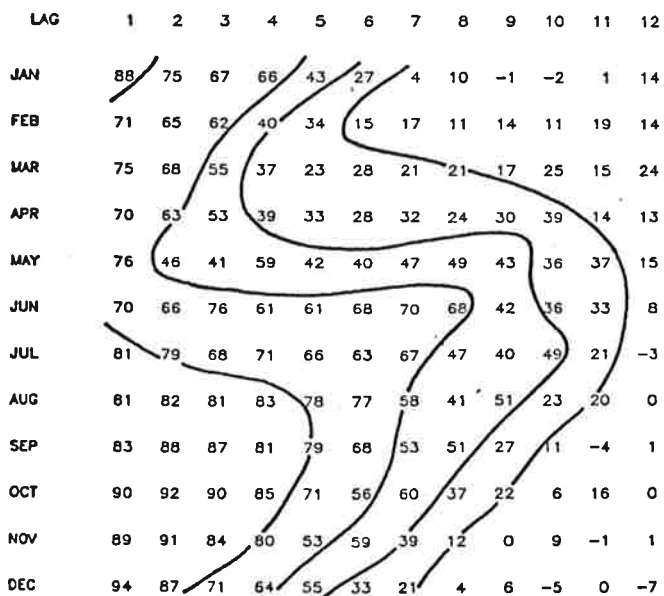 LAG 1 2 3 4 5 6 7 8 9 10 11 12
JAN 88 75 67 66 43 27 4 10 -1 -2 1 14
FEB 71 65 62 40 34 15 17 11 14 11 19 14
MAR 75 68 55 37 23 28 21 21 17 25 15 24
APR 70 63 53 39 33 28 32 24 30 39 14 13
MAY 76 46 41 59 42 40 47 49 43 36 37 15
JUN 70 66 76 61 61 68 70 68 42 36 33 8
JUL 81 79 68 71 66 63 67 47 40 49 21 -3
AUG 81 82 81 83 78 77 58 41 51 23 20 0
SEP 83 88 87 81 79 68 53 51 27 11 -4 1
OCT 90 92 90 85 71 56 60 37 22 6 16 0
NOV 89 91 84 80 53 59 39 12 0 9 -1 1
DEC 94 87 71 64 55 33 21 4 6 -5 0 -7